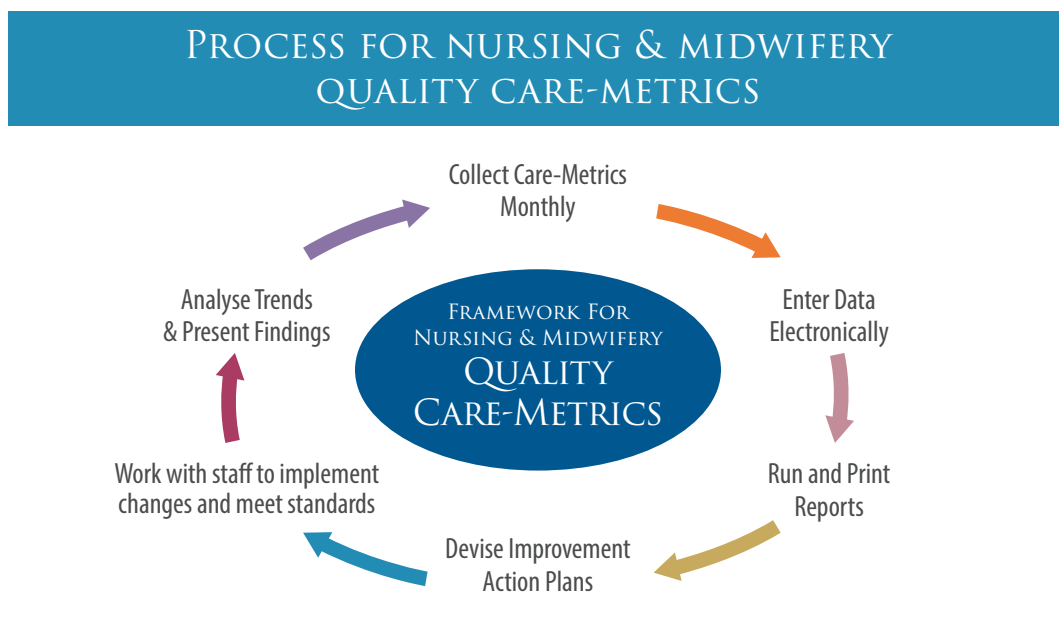 PROCESS FOR NURSING & MIDWIFERY
QUALITY CARE-METRICS
Collect Care-Metrics
Monthly
Enter Data
Electronically
Run and Print
Reports
Devise Improvement
Action Plans
Work with staff to implement
changes and meet standards
Analyse Trends
& Present Findings
FRAMEWORK FOR
NURSING & MIDWIFERY
QUALITY
CARE-METRICS